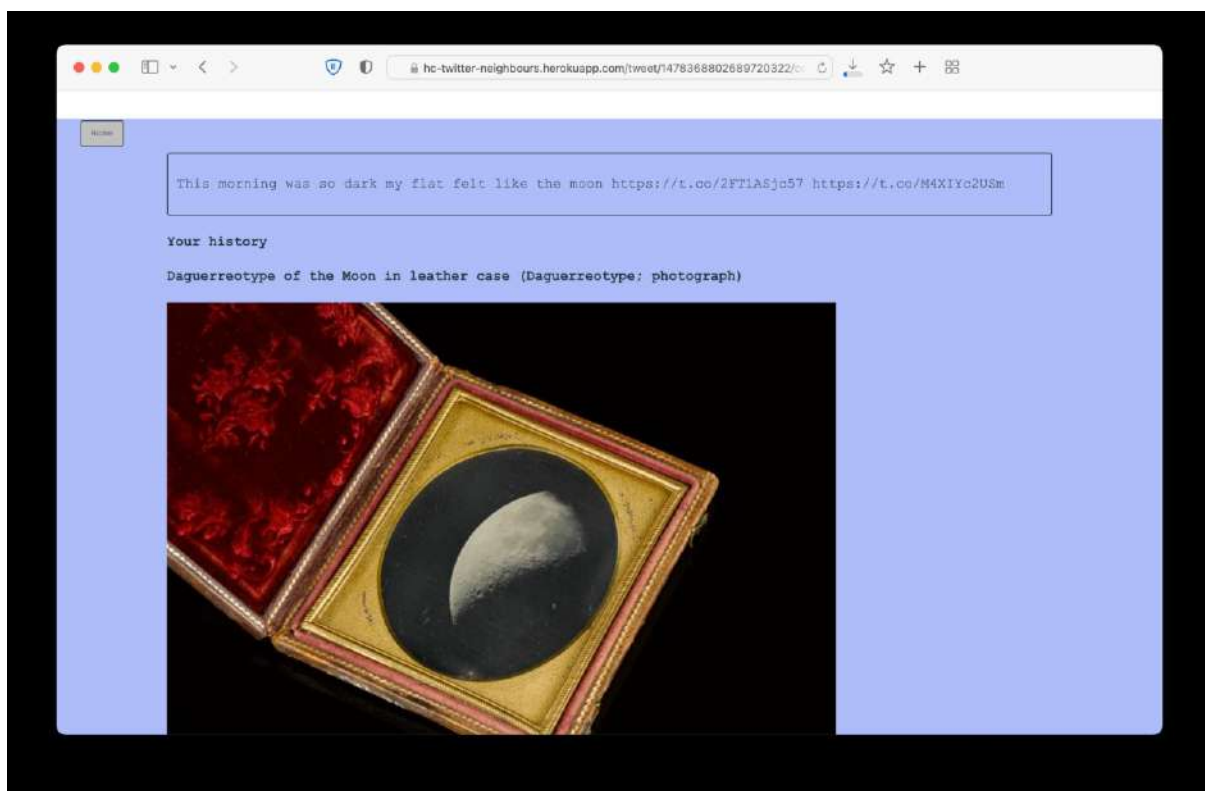 hc-twitter-neighbours.herokuapp.com/tweet/1478368802689720322/
Home
This morning was so dark my flat felt like the moon https://t.co/2FT1ASjc57 https://t.co/M4XIYc2USm
Your history
Daguerreotype of the Moon in leather case (Daguerreotype; photograph)